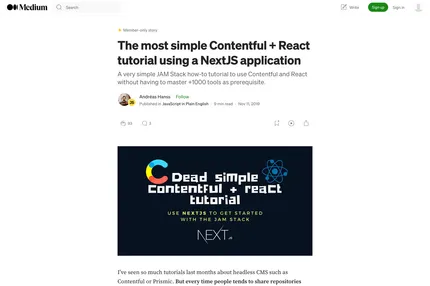 Medium
Search
Write
Sign up
Sign in
Member-only story
The most simple Contentful + React
tutorial using a NextJS application
A very simple JAM Stack how-to tutorial to use Contentful and React
without having to master +1000 tools as prerequisite.
Follow
Published in JavaScript in Plain English · 9 min read · Nov 11, 2019
Dead simple
Contentful + react
tutorial
USE NEXTJS TO GET STARTED
WITH THE JAM STACK
NEXT.JS
I've seen so much tutorials last months about headless CMS such as
Contentful or Prismic. But every time people tends to share repositories